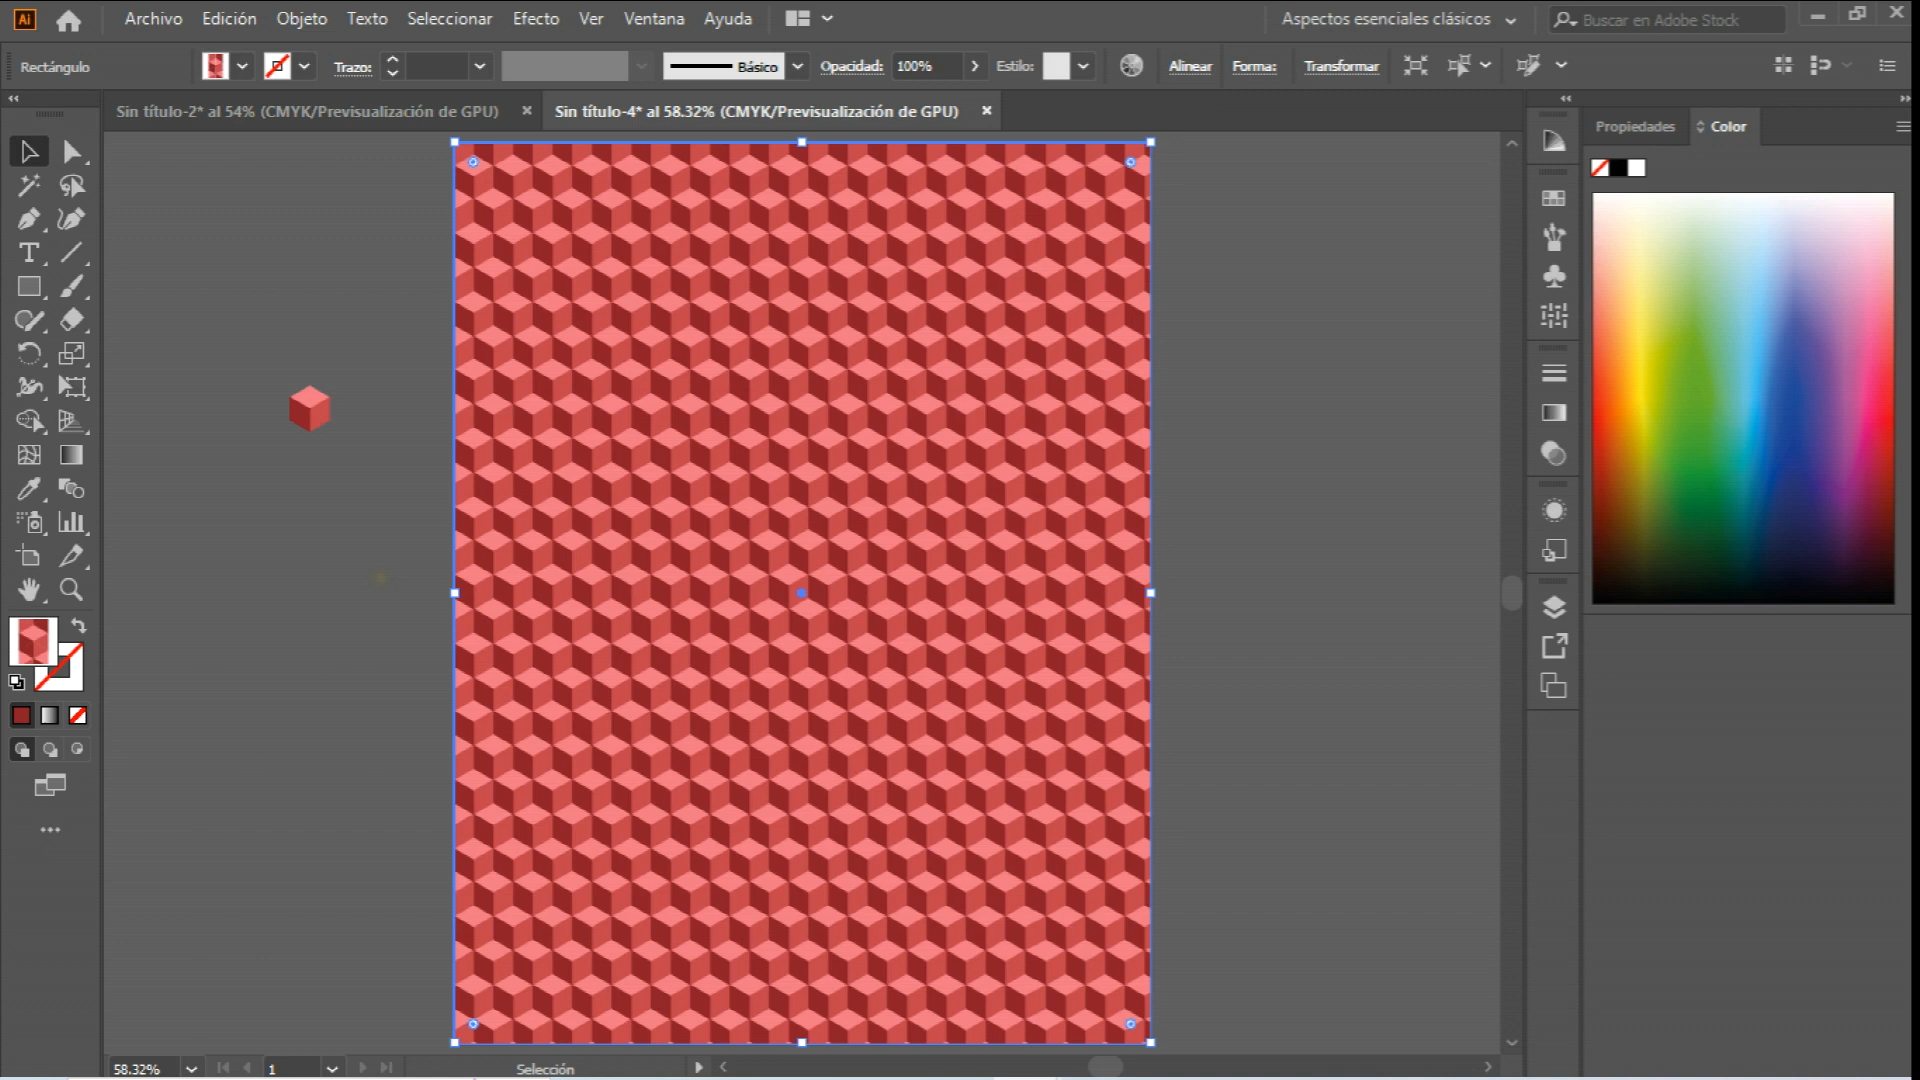 Ai Archivo Edición Objeto Texto Seleccionar Efecto Ver Ventana Ayuda Aspectos esenciales clásicos Buscar en Adobe Stock
Rectángulo Trazo: Básico Opacidad: 100% Estilo: Alinear Forma: Transformar
Sin título-2* al 54% (CMYK/Previsualización de GPU) Sin título-4* al 58.32% (CMYK/Previsualización de GPU)
Propiedades Color
58.32% 1 Selección